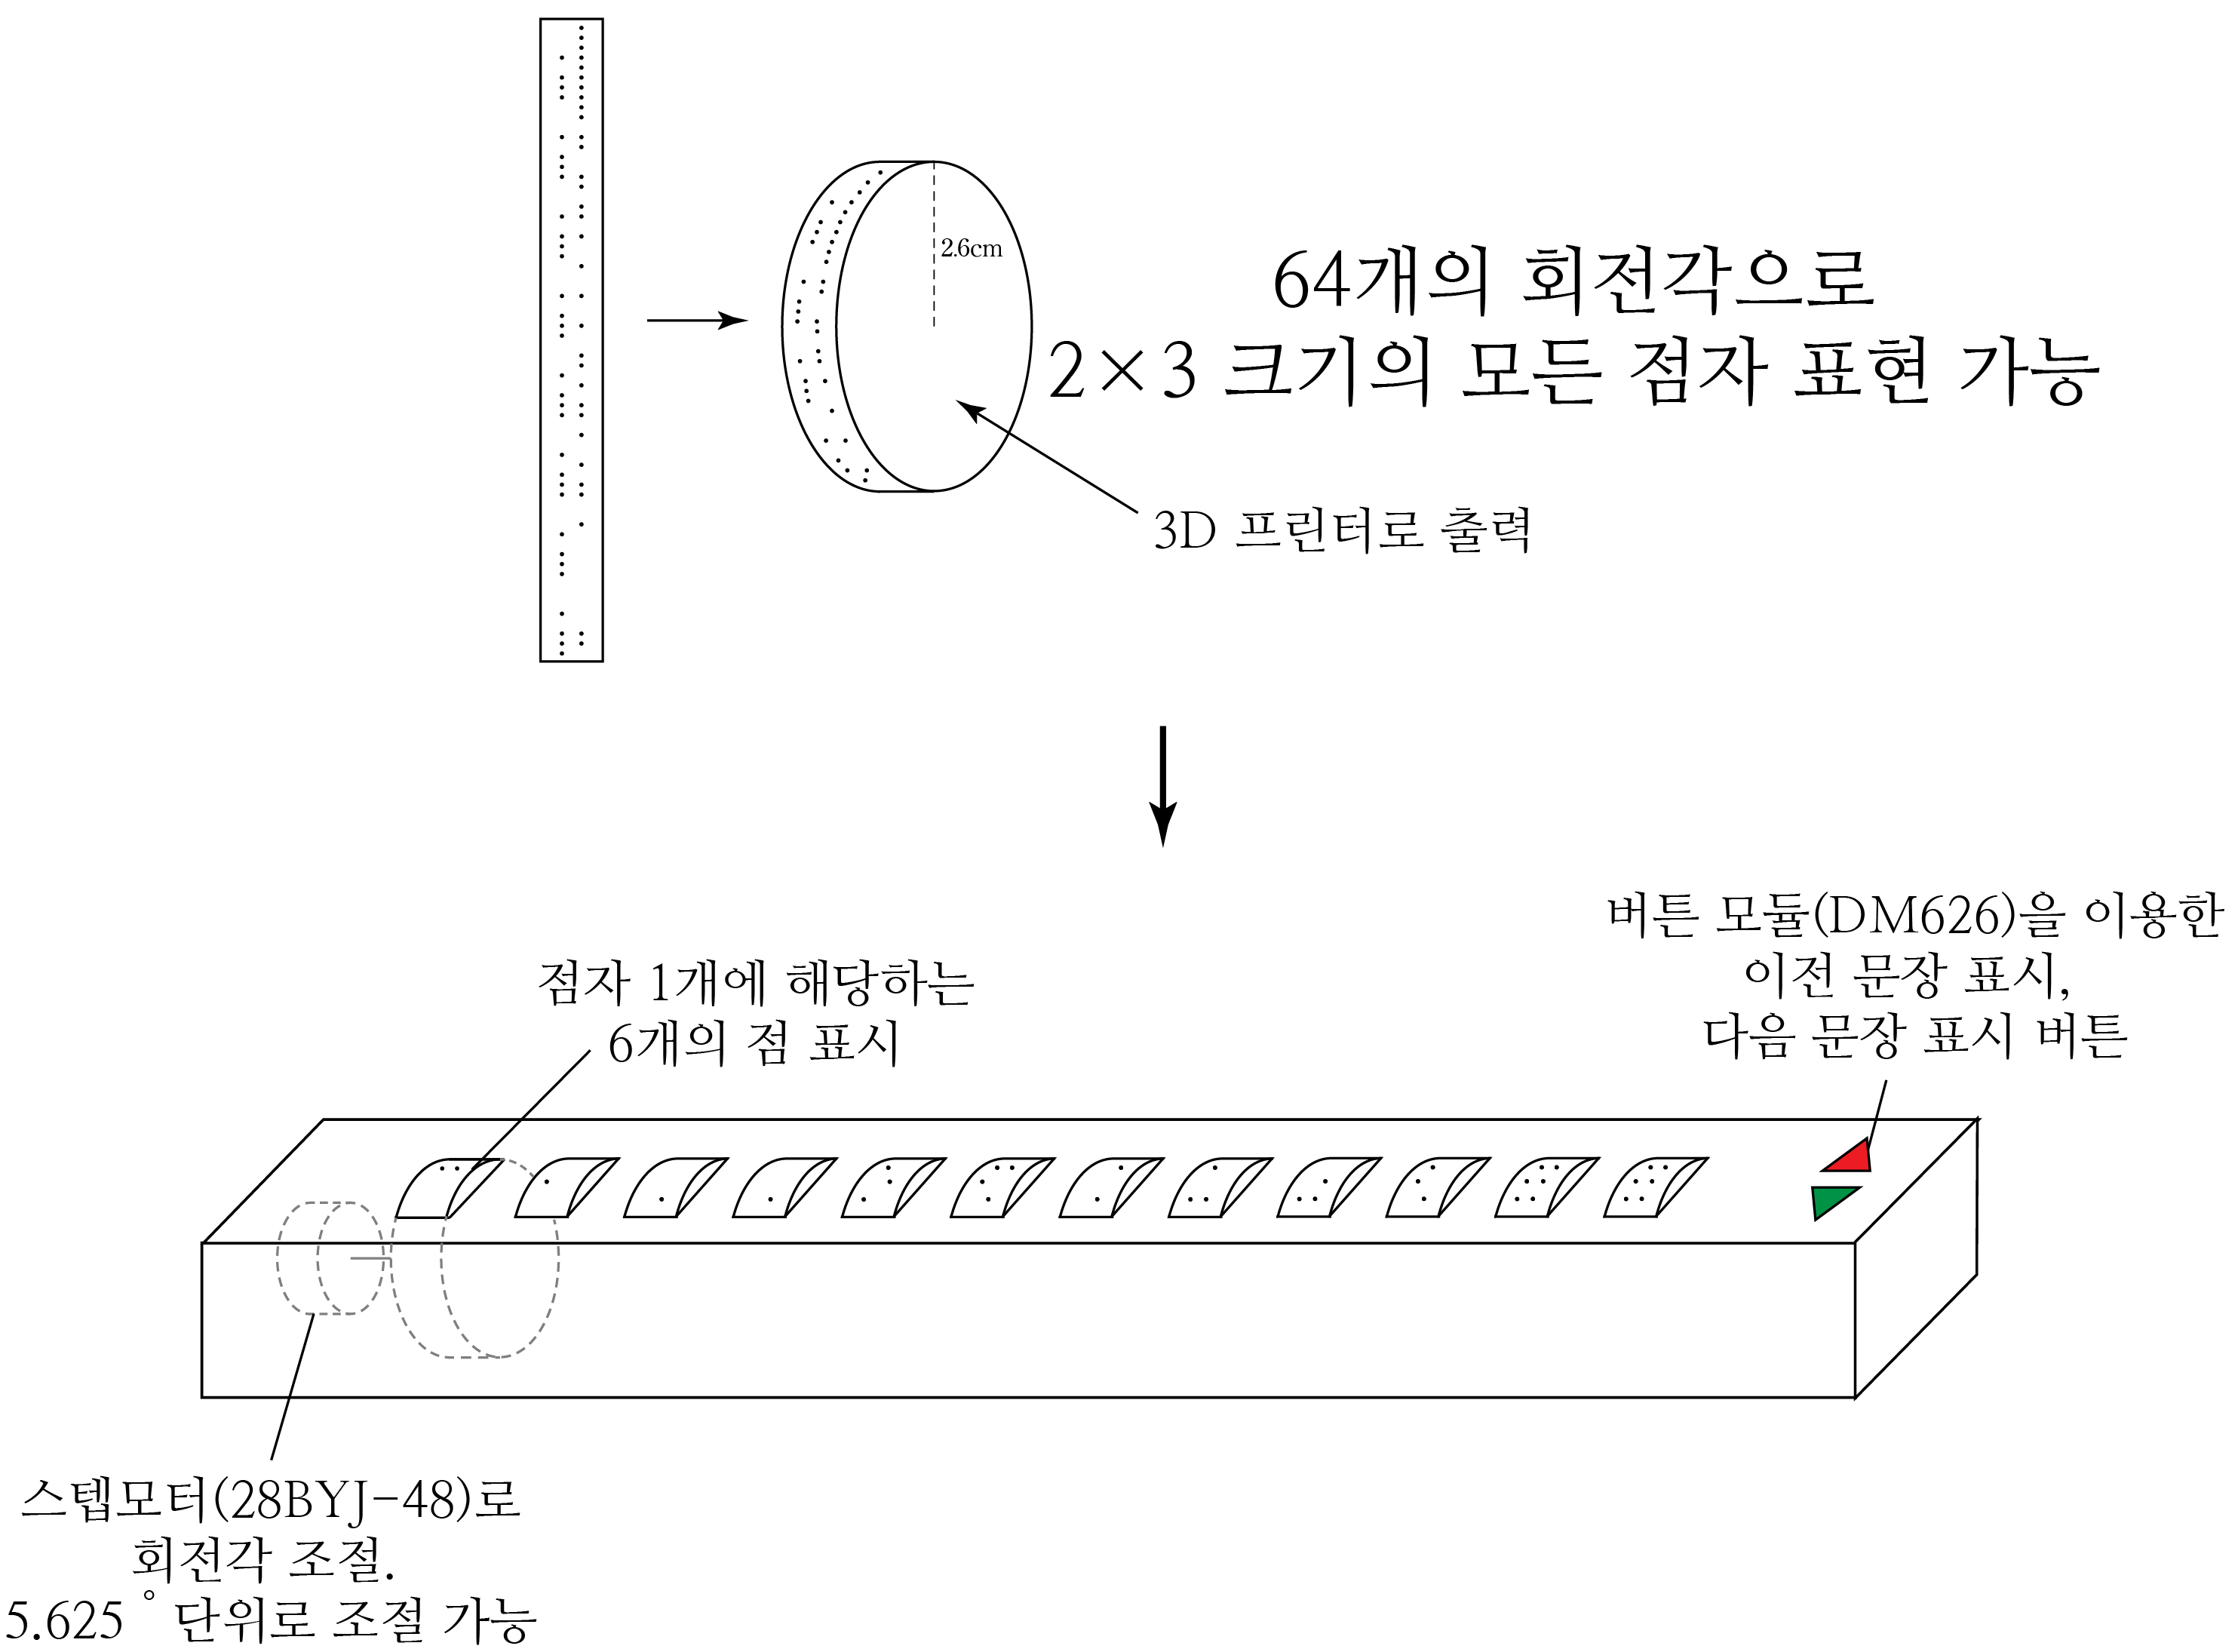 2.6cm
64개의 회전각으로
2×3 크기의 모든 점자 표현 가능
3D 프린터로 출력
버튼 모듈(DM626)을 이용한
이전 문장 표시,
다음 문장 표시 버튼
점자 1개에 해당하는
6개의 점 표시
스텝모터(28BYJ-48)로
회전각 조절.
5.625˚ 단위로 조절 가능